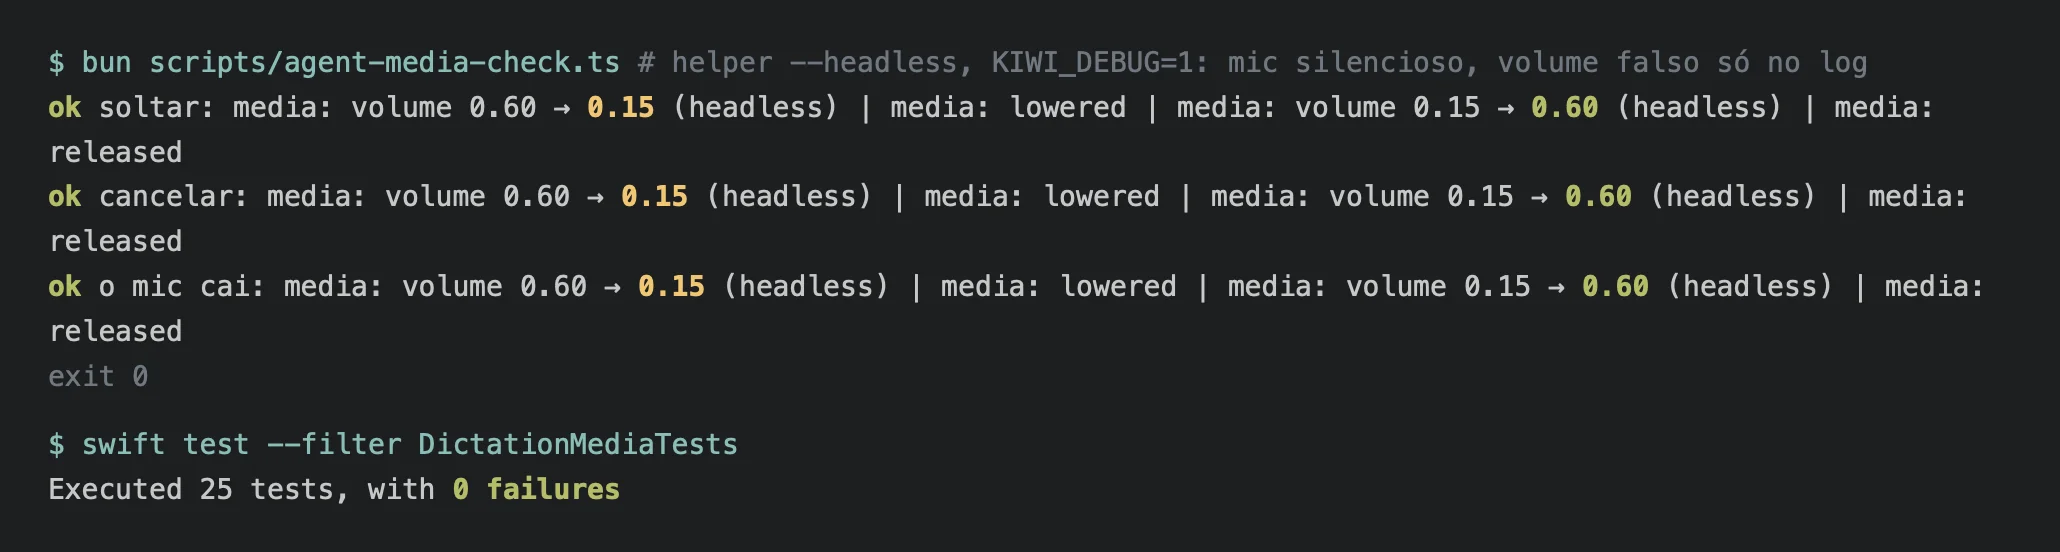 $ bun scripts/agent-media-check.ts # helper --headless, KIWI_DEBUG=1: mic silencioso, volume falso só no log
ok soltar: media: volume 0.60 → 0.15 (headless) | media: lowered | media: volume 0.15 → 0.60 (headless) | media:
released
ok cancelar: media: volume 0.60 → 0.15 (headless) | media: lowered | media: volume 0.15 → 0.60 (headless) | media:
released
ok o mic cai: media: volume 0.60 → 0.15 (headless) | media: lowered | media: volume 0.15 → 0.60 (headless) | media:
released
exit 0
$ swift test --filter DictationMediaTests
Executed 25 tests, with 0 failures